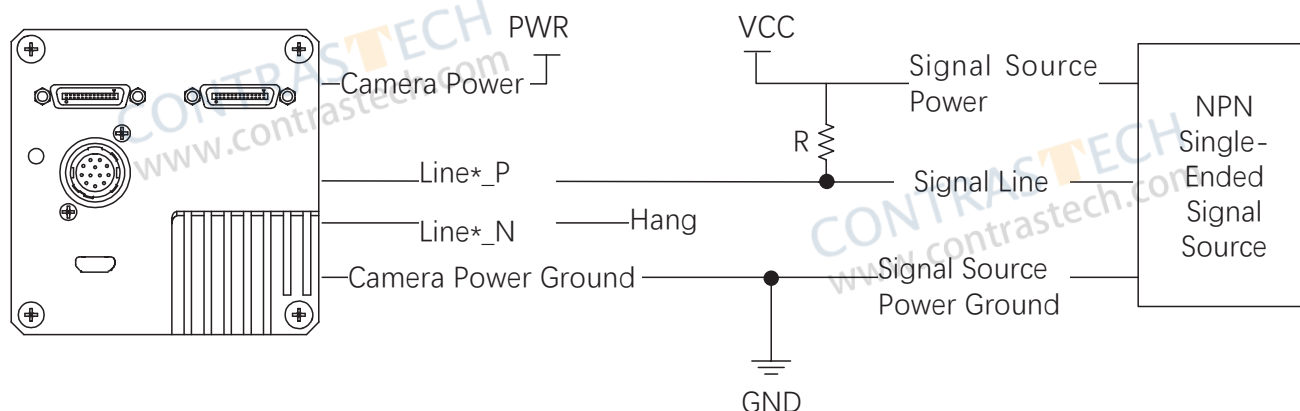 PWR
VCC
Camera Power
Signal Source
Power
NPN
Single-
Ended
Signal
Source
R
Line*_P
Signal Line
Line*_N
Hang
Camera Power Ground
Signal Source
Power Ground
GND
CONTRASTECH
www.contrastech.com
CONTRASTECH
www.contrastech.com